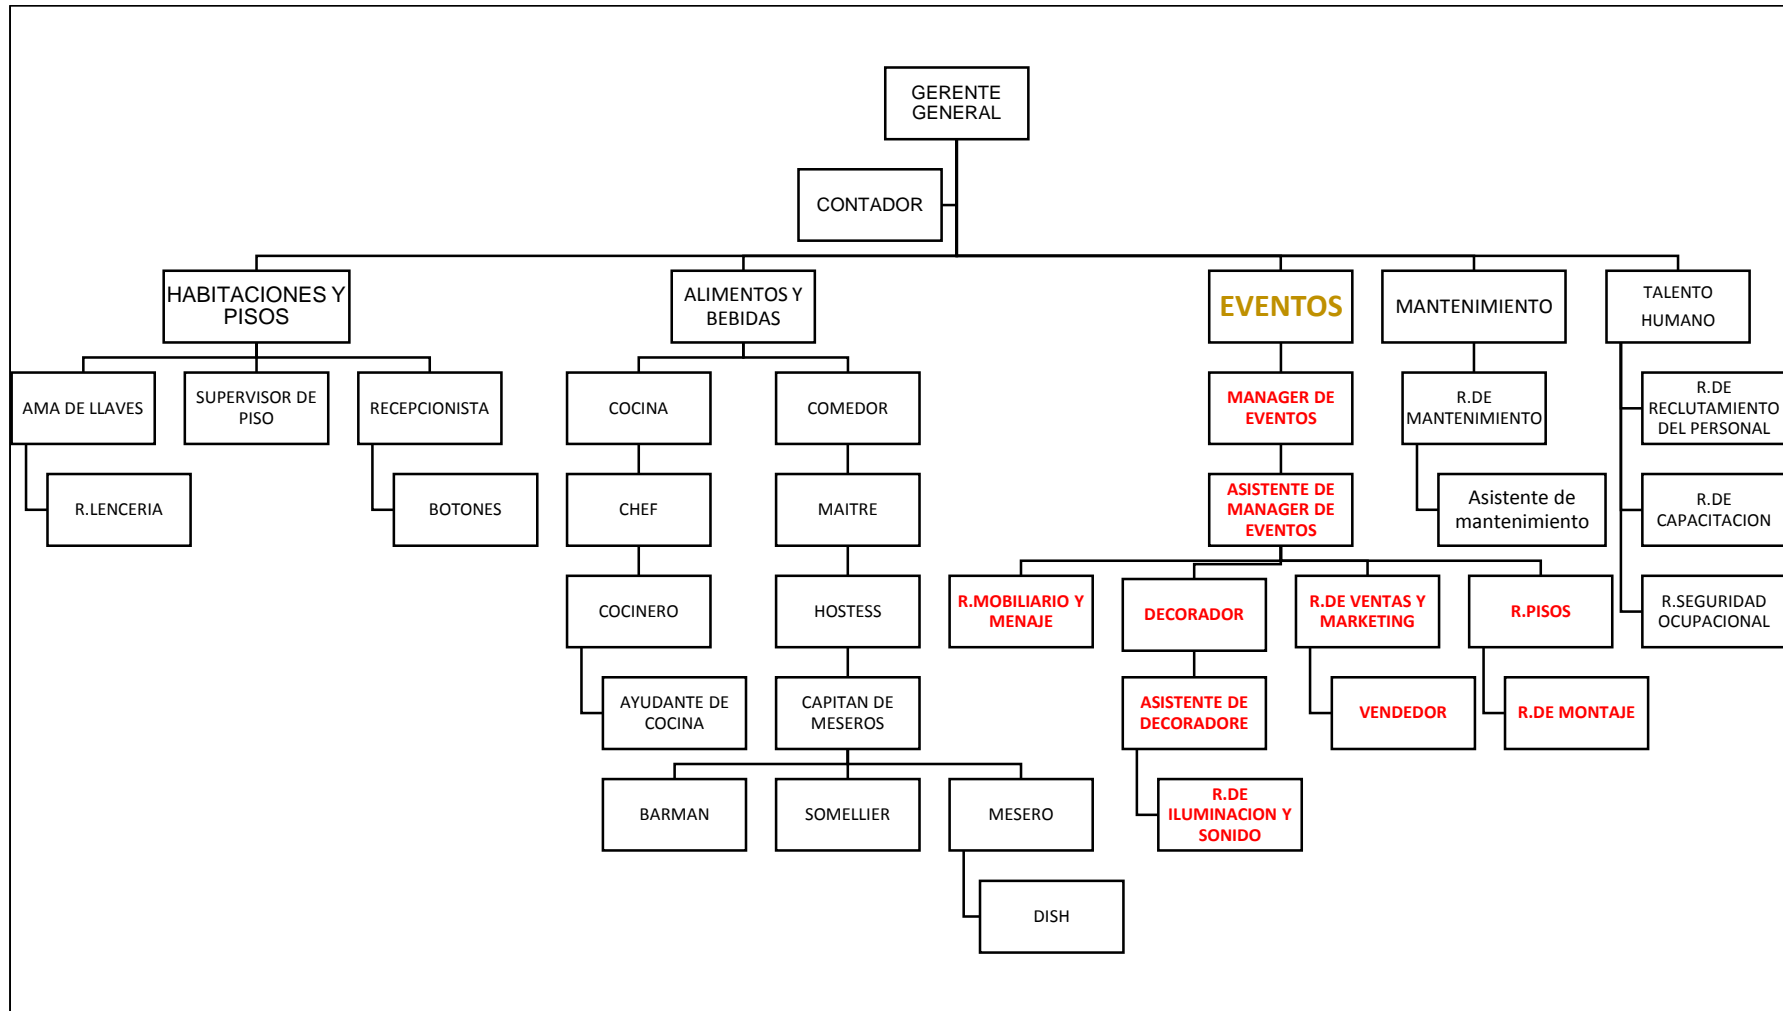 GERENTE
GENERAL
CONTADOR
HABITACIONES Y
PISOS
ALIMENTOS Y
BEBIDAS
EVENTOS
MANTENIMIENTO
TALENTO
HUMANO
AMA DE LLAVES
SUPERVISOR DE
PISO
RECEPCIONISTA
COCINA
COMEDOR
MANAGER DE
EVENTOS
R.DE
MANTENIMIENTO
R.DE
RECLUTAMIENTO
DEL PERSONAL
R.LENCERIA
BOTONES
CHEF
MAITRE
ASISTENTE DE
MANAGER DE
EVENTOS
Asistente de
mantenimiento
R.DE
CAPACITACION
COCINERO
HOSTESS
R.MOBILIARIO Y
MENAJE
DECORADOR
R.DE VENTAS Y
MARKETING
R.PISOS
R.SEGURIDAD
OCUPACIONAL
AYUDANTE DE
COCINA
CAPITAN DE
MESEROS
ASISTENTE DE
DECORADORE
VENDEDOR
R.DE MONTAJE
BARMAN
SOMELLIER
MESERO
R.DE
ILUMINACION Y
SONIDO
DISH